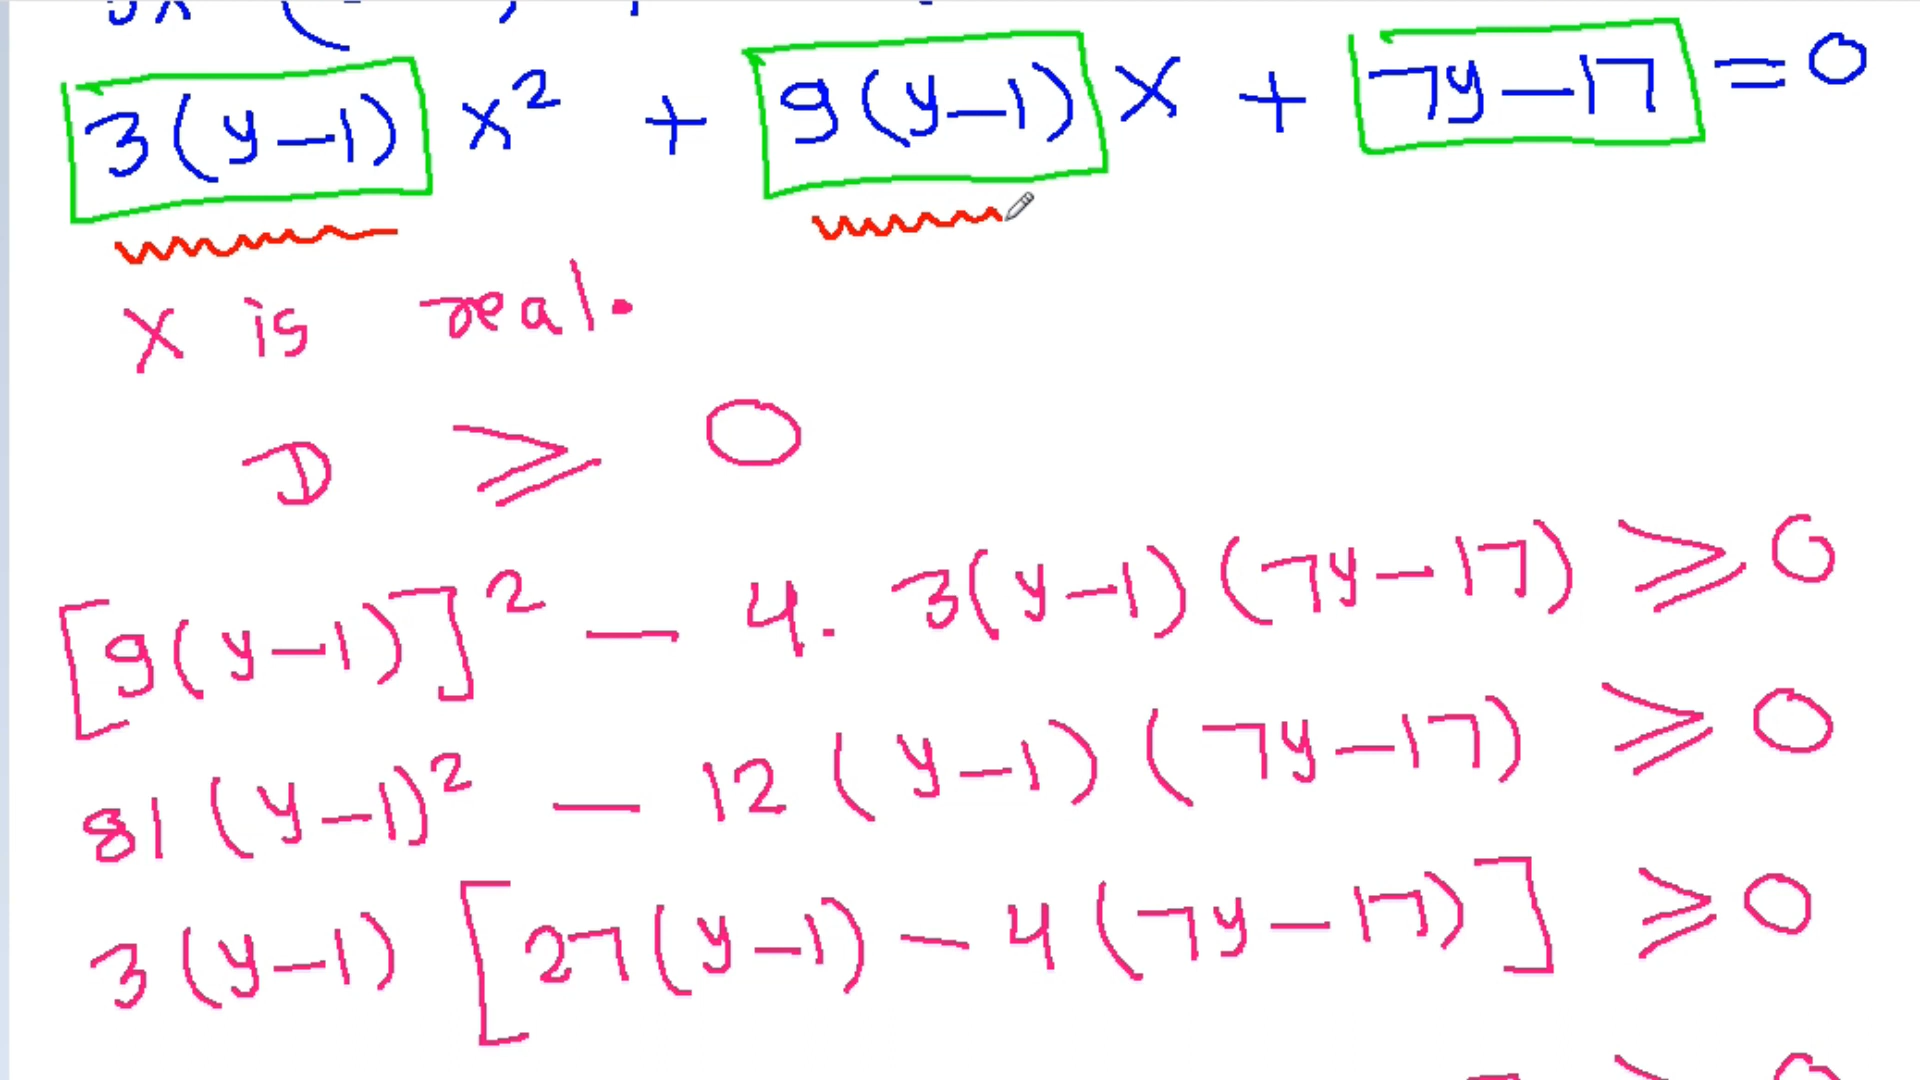 3(y-1) x² + 9(y-1) x + 7y-17 = 0
x is real.
D ≥ 0
[9(y-1)]² - 4. 3(y-1) (7y-17) ≥ 0
81 (y-1)² - 12 (y-1) (7y-17) ≥ 0
3 (y-1) [27(y-1) - 4 (7y-17)] ≥ 0